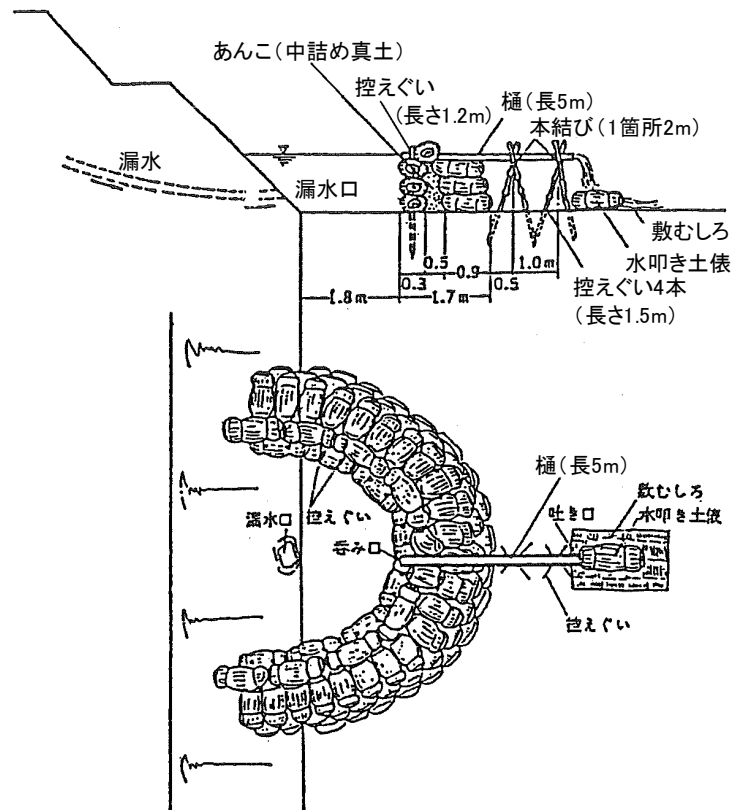 あんこ（中詰め真土）
控えぐい
（長さ1.2m）
樋（長5m）
本結び（1箇所2m）
漏水
漏水口
敷むしろ
水叩き土俵
控えぐい4本
（長さ1.5m）
0.5
0.3
0.9
0.5
1.0m
1.8m
1.7m
樋（長5m）
敷むしろ
水叩き土俵
吐き口
漏水口
控えぐい
呑み口
控えぐい